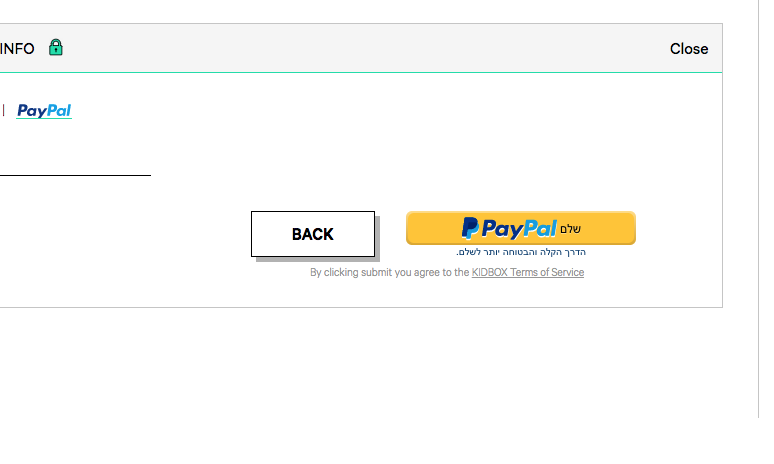 INFO
Close
PayPal
BACK
PayPal שלם
הדרך הקלה והבטוחה יותר לשלם.
By clicking submit you agree to the KIDBOX Terms of Service